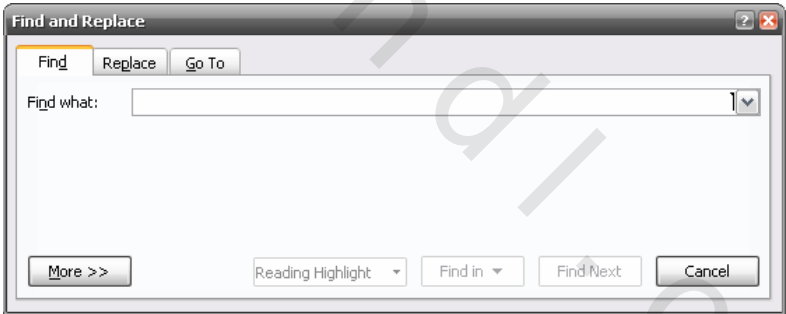 Find and Replace
Find Replace Go To
Find what:
More >> Reading Highlight Find in Find Next Cancel